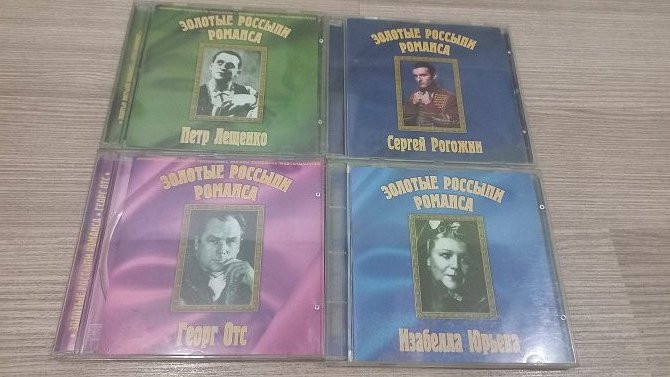 ЗОЛОТЫЕ РОССЫПИ
РОМАНСА
Петр Лещенко
ЗОЛОТЫЕ РОССЫПИ
РОМАНСА
Сергей Рогожин
ЗОЛОТЫЕ РОССЫПИ
РОМАНСА
Георг Отс
ЗОЛОТЫЕ РОССЫПИ
РОМАНСА
Изабелла Юрьева